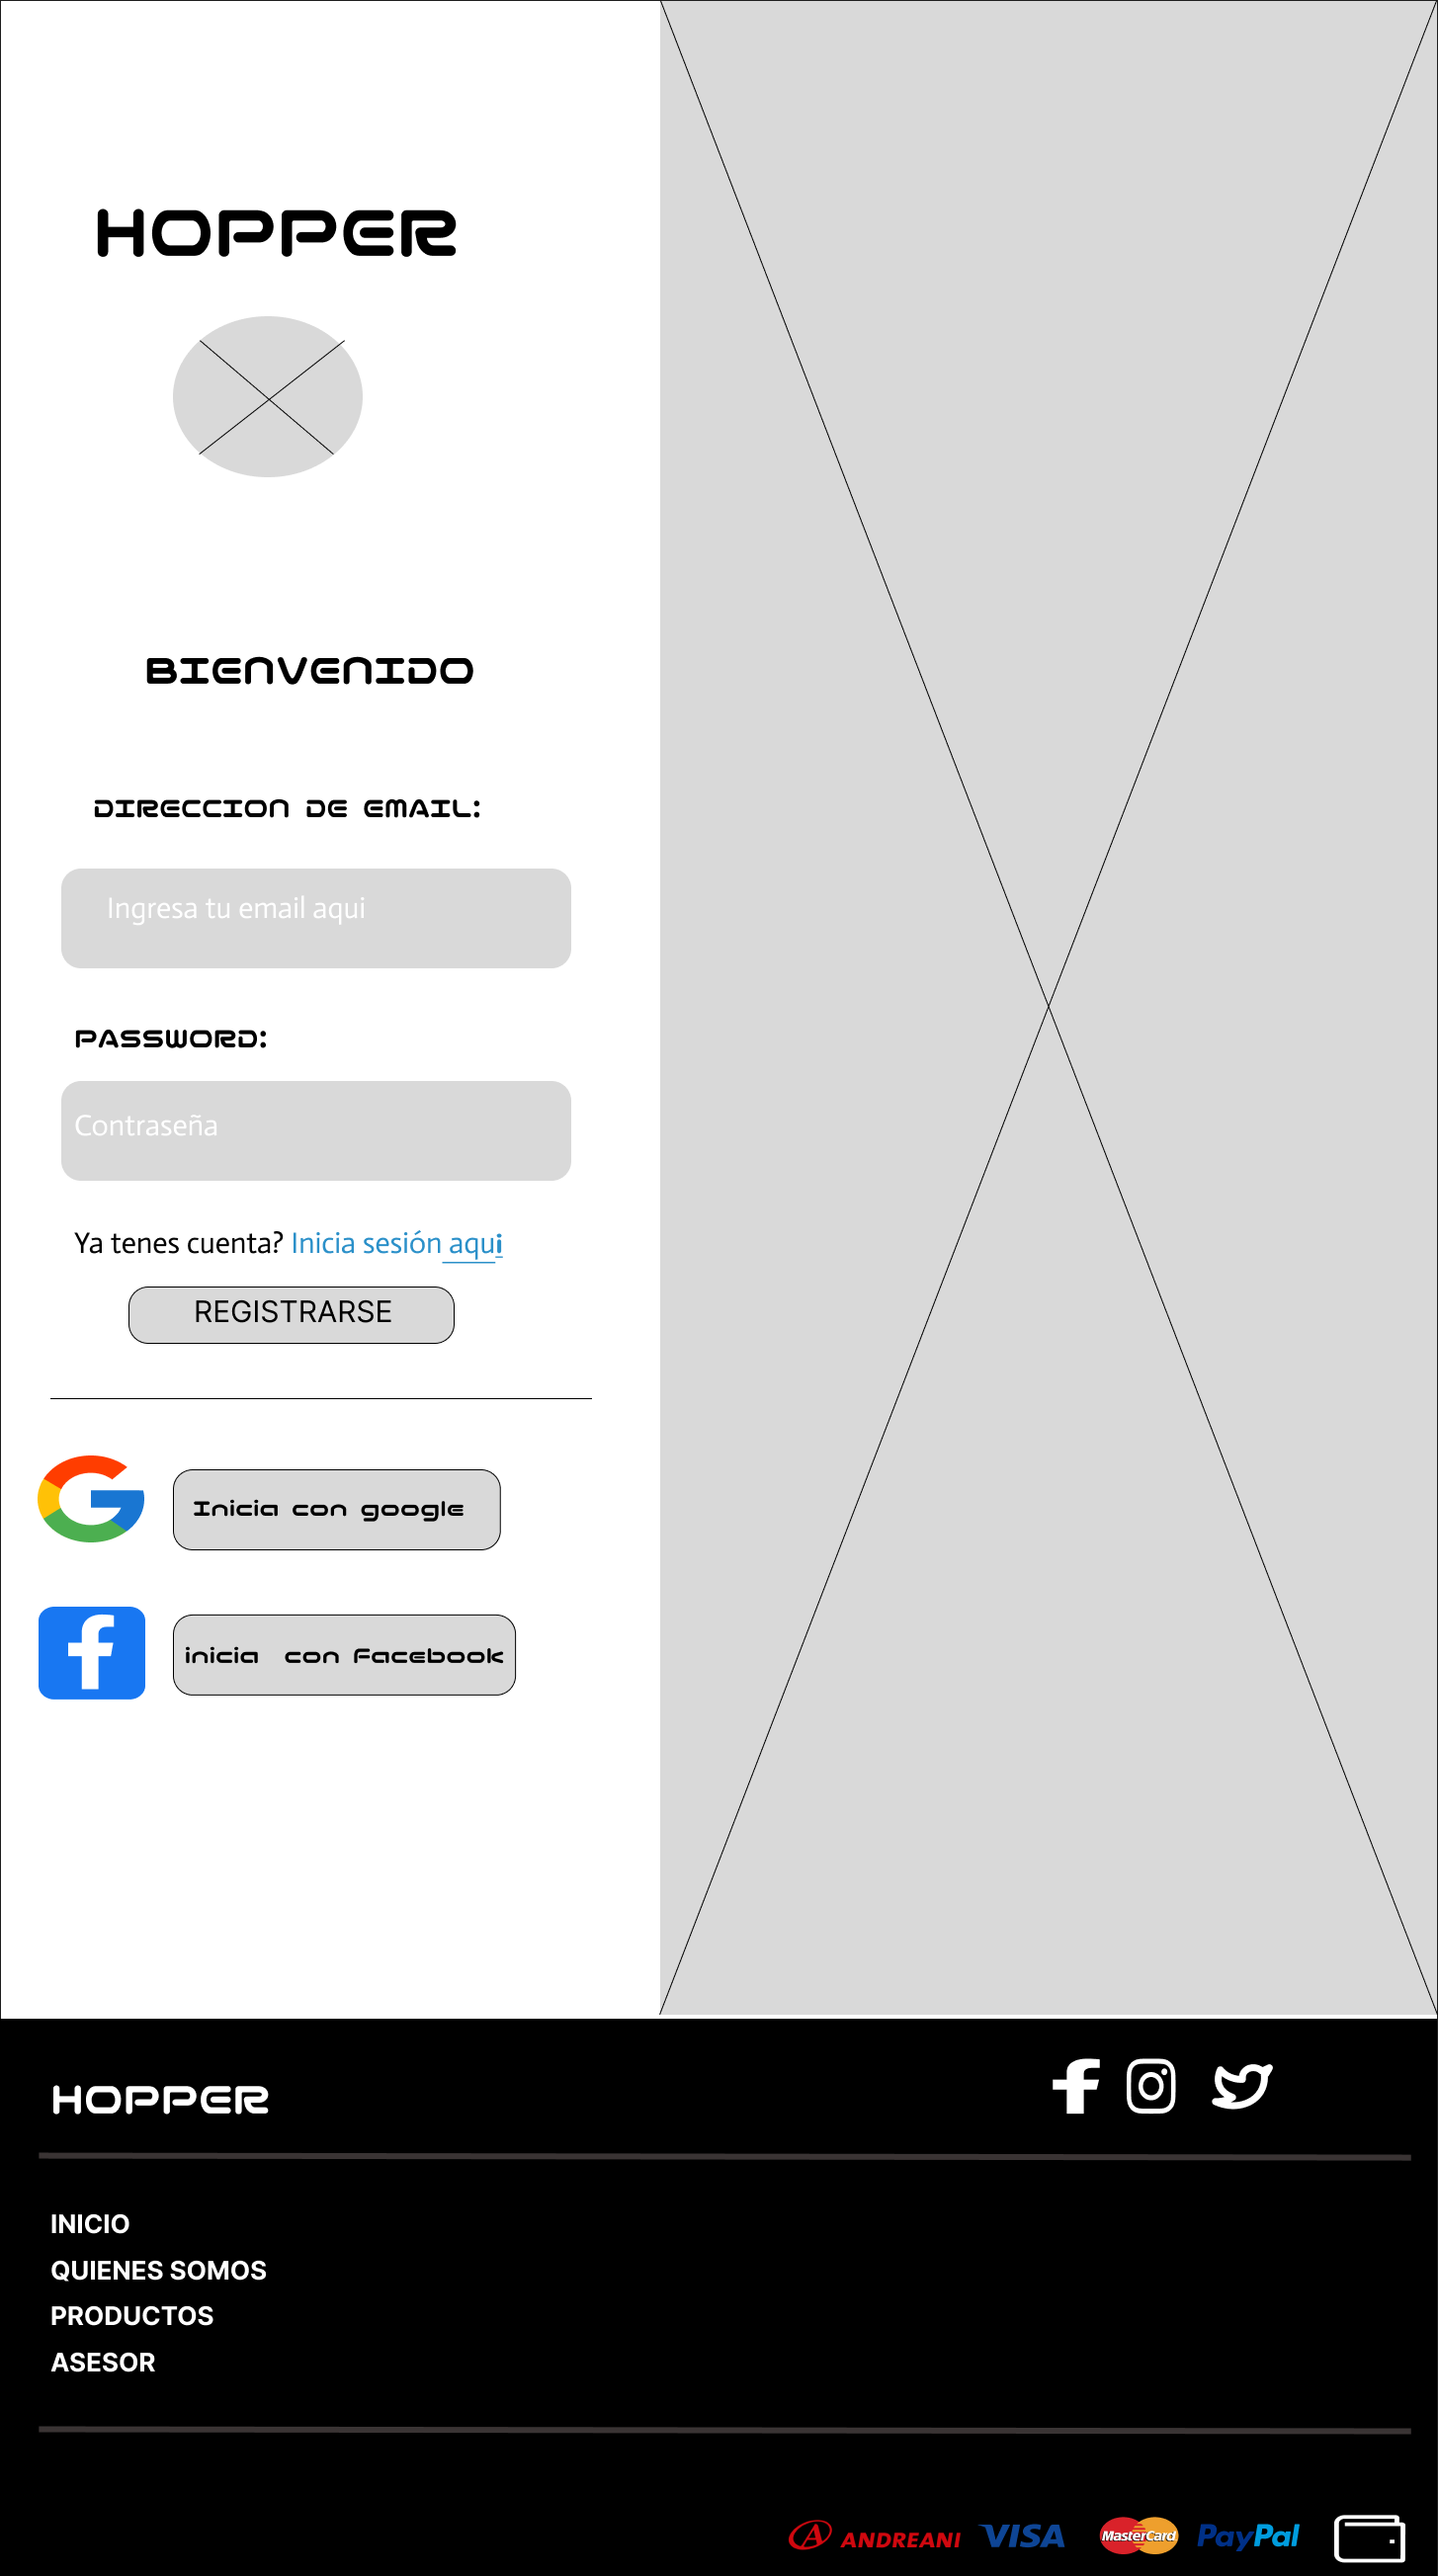 HOPPER
BIENVENIDO
DIRECCION DE EMAIL:
Ingresa tu email aqui
PASSWORD:
Contraseña
Ya tenes cuenta? Inicia sesión aqui
REGISTRARSE
Inicia con google
inicia con Facebook
HOPPER
INICIO
QUIENES SOMOS
PRODUCTOS
ASESOR
ANDREANI VISA MasterCard PayPal